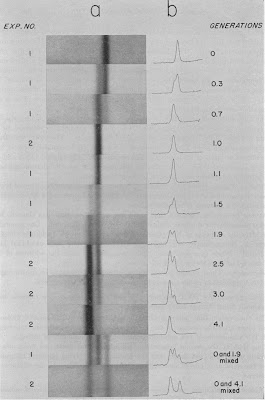 a b
EXP. NO. GENERATIONS
1 0
1 0.3
1 0.7
2 1.0
1 1.1
1 1.5
1 1.9
2 2.5
2 3.0
2 4.1
1 0 and 1.9
mixed
2 0 and 4.1
mixed